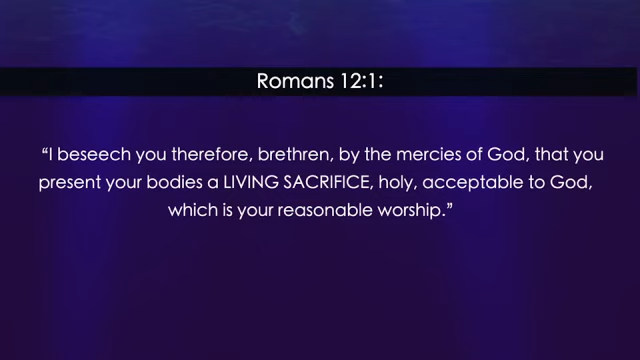 Romans 12:1:
“I beseech you therefore, brethren, by the mercies of God, that you
present your bodies a LIVING SACRIFICE, holy, acceptable to God,
which is your reasonable worship.”